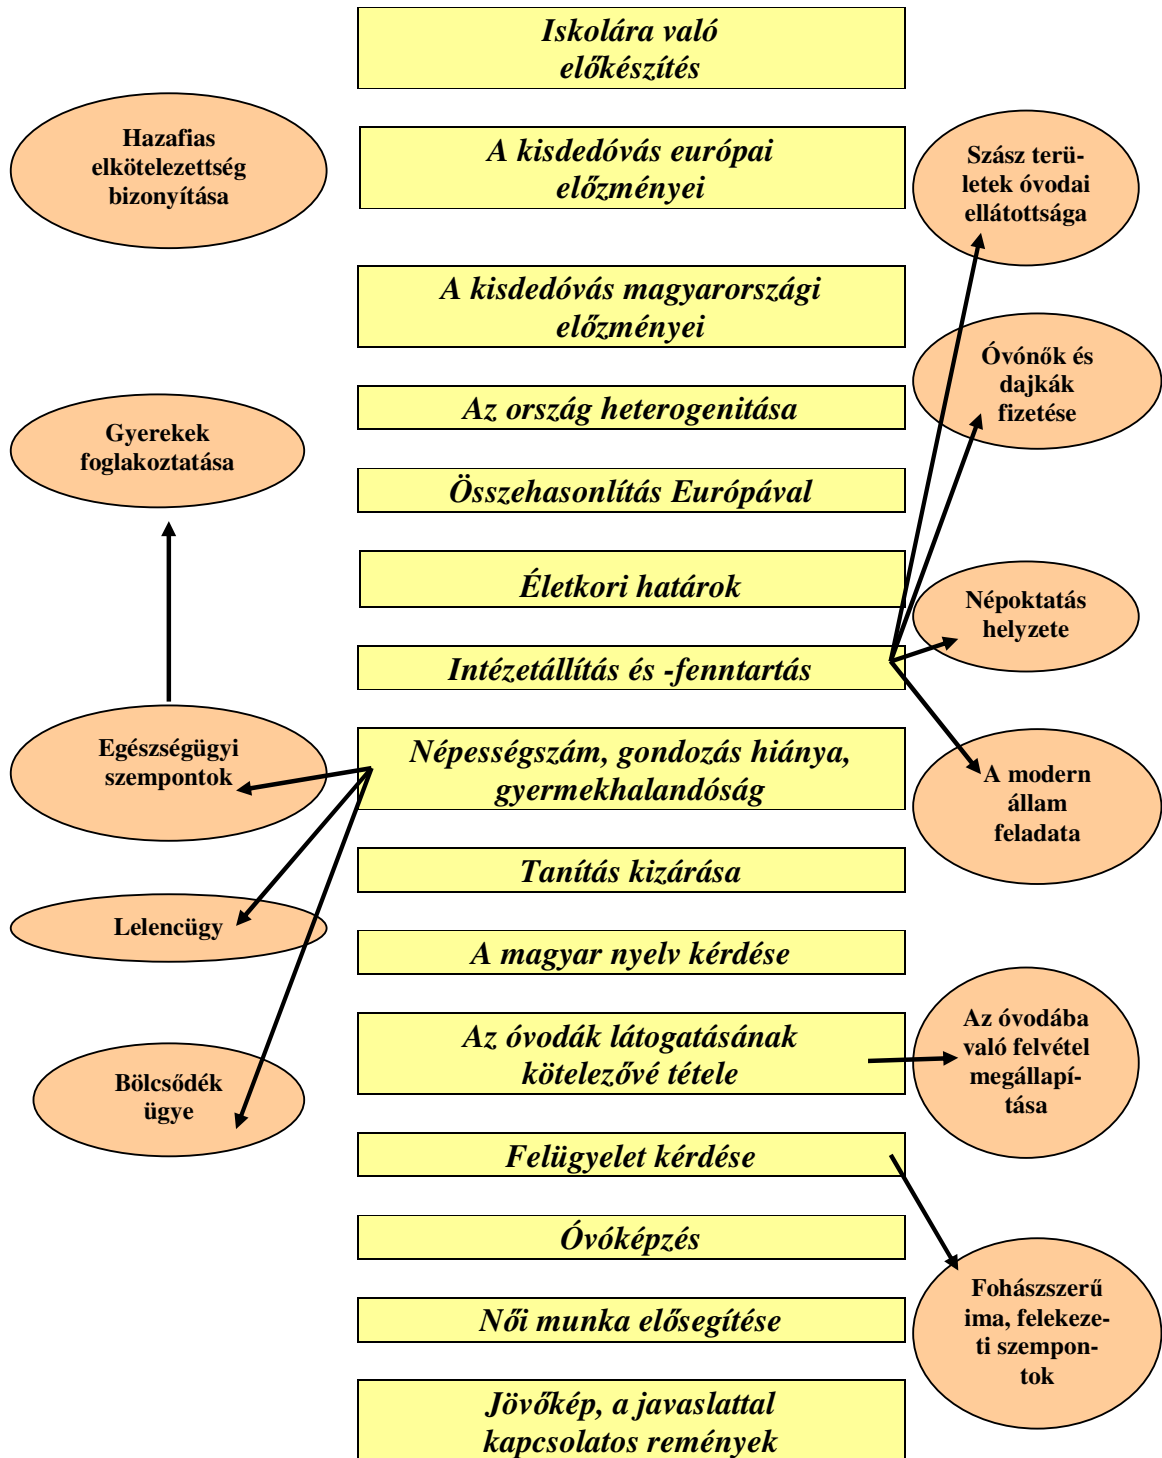 Iskolára való
előkészítés
Hazafias
elkötelezettség
bizonyítása
A kisdedóvás európai
előzményei
Szász terü-
letek óvodai
ellátottsága
A kisdedóvás magyarországi
előzményei
Óvónők és
dajkák
fizetése
Az ország heterogenitása
Gyerekek
foglakoztatása
Összehasonlítás Európával
Életkori határok
Népoktatás
helyzete
Intézetállítás és -fenntartás
Egészségügyi
szempontok
Népességszám, gondozás hiánya,
gyermekhalandóság
A modern
állam
feladata
Tanítás kizárása
Lelencügy
A magyar nyelv kérdése
Az óvodák látogatásának
kötelezővé tétele
Az óvodába
való felvétel
megállapí-
tása
Bölcsődék
ügye
Felügyelet kérdése
Óvóképzés
Fohászszerű
ima, felekeze-
ti szempon-
tok
Női munka elősegítése
Jövőkép, a javaslattal
kapcsolatos remények